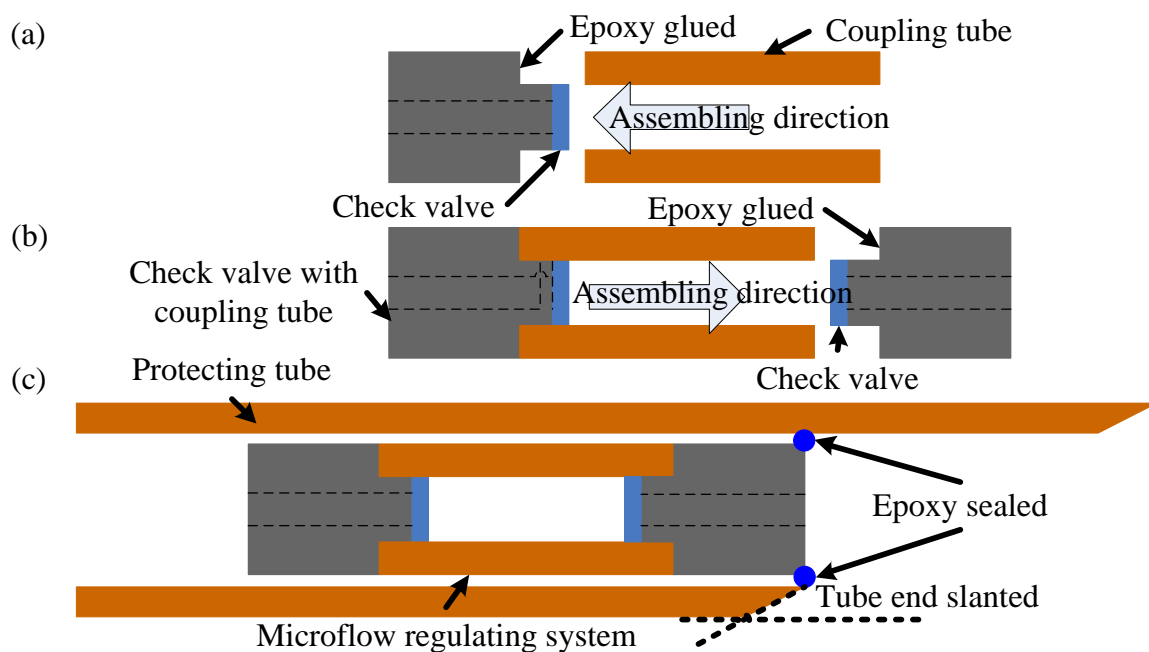 (a)
Epoxy glued
Coupling tube
Assembling direction
Check valve
(b)
Epoxy glued
Check valve with
coupling tube
Assembling direction
Check valve
(c)
Protecting tube
Epoxy sealed
Tube end slanted
Microflow regulating system